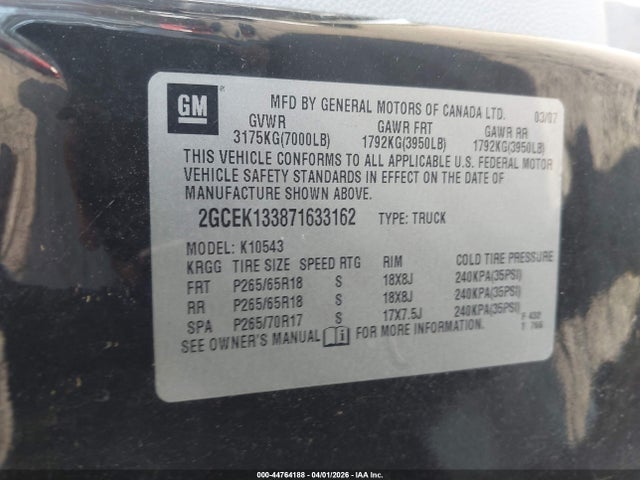 GM
MFD BY GENERAL MOTORS OF CANADA LTD. 03/07
GVWR GAWR FRT GAWR RR
3175KG(7000LB) 1792KG(3950LB) 1792KG(3950LB)
THIS VEHICLE CONFORMS TO ALL APPLICABLE U.S. FEDERAL MOTOR
VEHICLE SAFETY STANDARDS IN EFFECT ON THE DATE OF
MANUFACTURE SHOWN ABOVE.
2GCEK133871633162 TYPE: TRUCK
MODEL: K10543
KRGG TIRE SIZE SPEED RTG RIM COLD TIRE PRESSURE
FRT P265/65R18 S 18X8J 240KPA(35PSI)
RR P265/65R18 S 18X8J 240KPA(35PSI)
SPA P265/70R17 S 17X7.5J 240KPA(35PSI)
SEE OWNER'S MANUAL FOR MORE INFORMATION. F 432
T 766
000-44764188 | 04/01/2026 | IAA Inc.